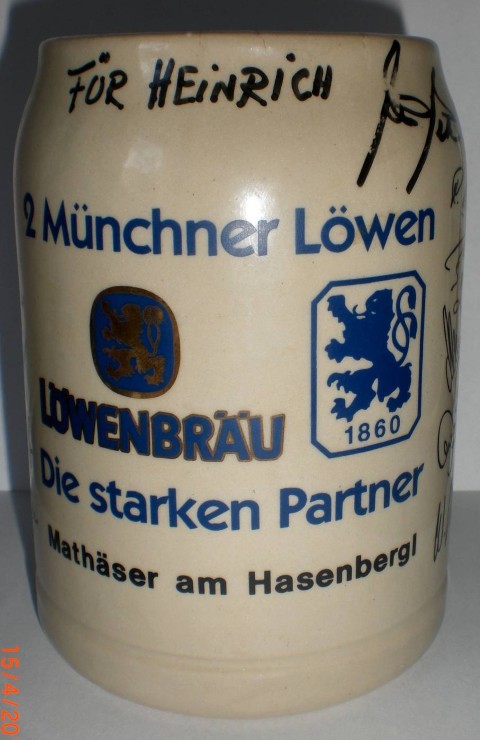 FÜR HEINRICH
2 Münchner Löwen
LÖWENBRÄU
1860
Die starken Partner
Mathäser am Hasenbergl
15/4/20